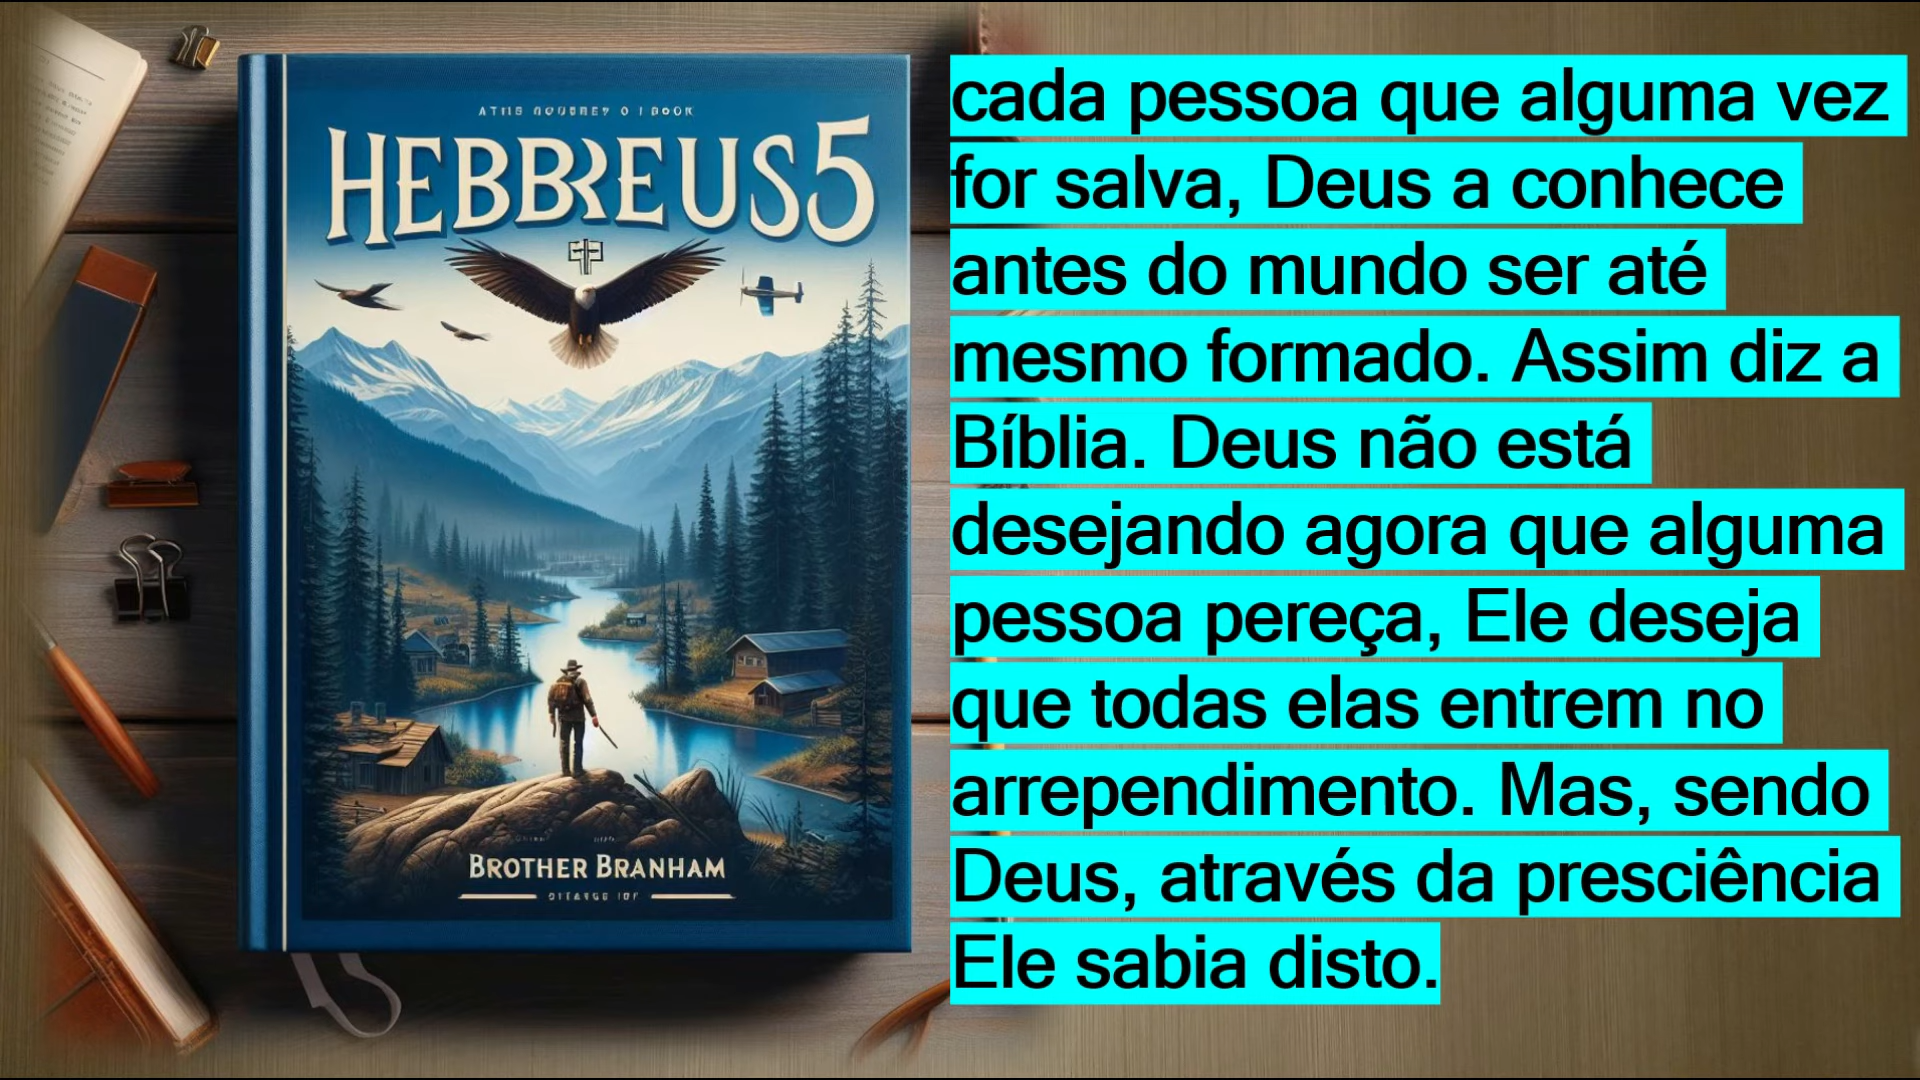 HEBBREUS5
BROTHER BRANHAM
cada pessoa que alguma vez
for salva, Deus a conhece
antes do mundo ser até
mesmo formado. Assim diz a
Bíblia. Deus não está
desejando agora que alguma
pessoa pereça, Ele deseja
que todas elas entrem no
arrependimento. Mas, sendo
Deus, através da presciência
Ele sabia disto.